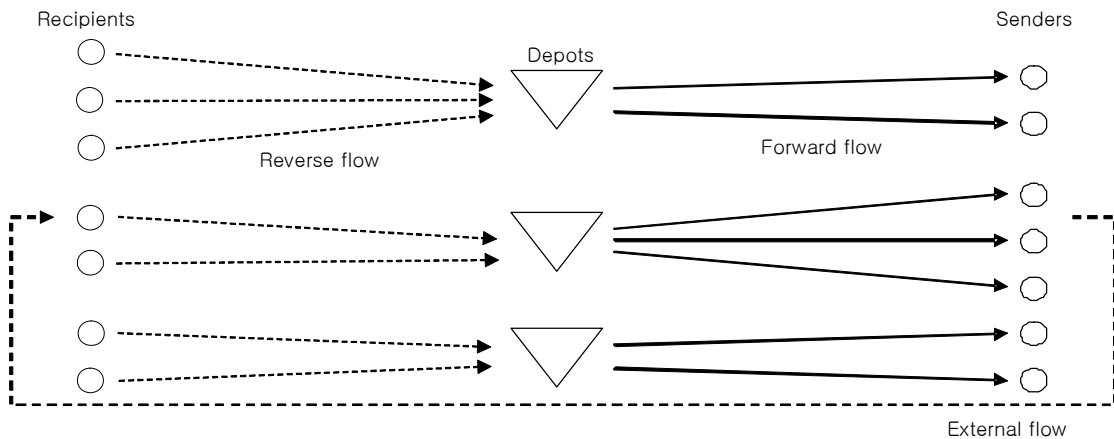 Recipients
Senders
Depots
Reverse flow
Forward flow
External flow